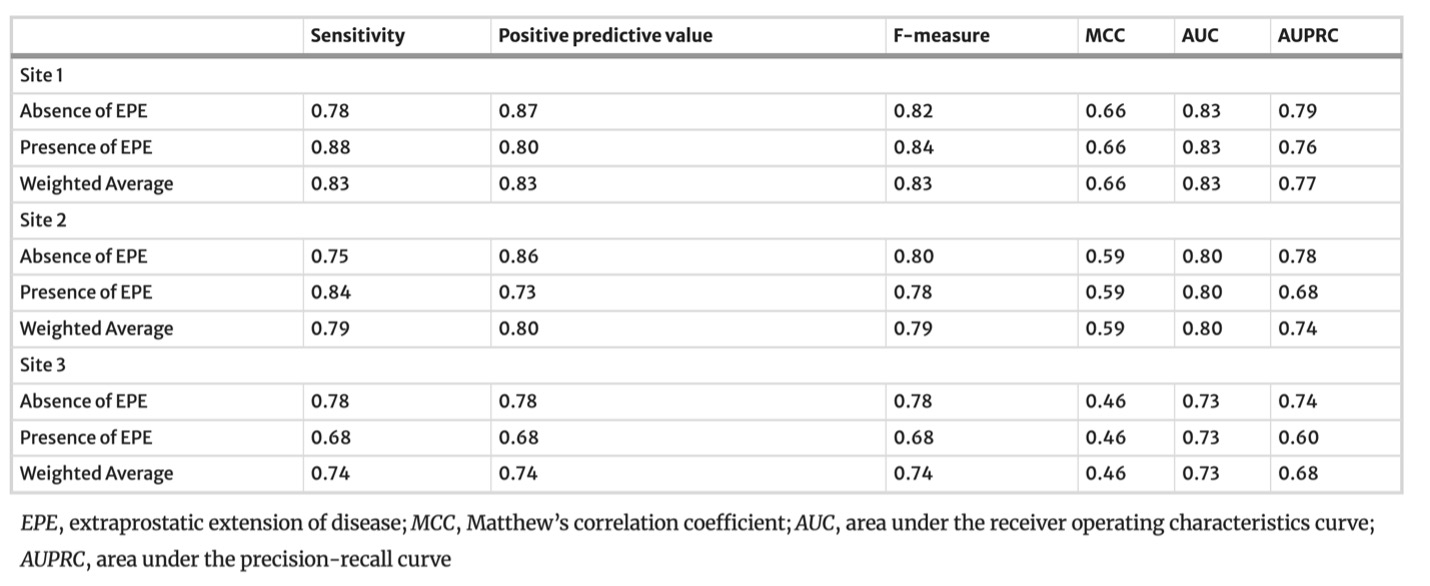 Sensitivity Positive predictive value F-measure MCC AUC AUPRC
Site 1
Absence of EPE 0.78 0.87 0.82 0.66 0.83 0.79
Presence of EPE 0.88 0.80 0.84 0.66 0.83 0.76
Weighted Average 0.83 0.83 0.83 0.66 0.83 0.77
Site 2
Absence of EPE 0.75 0.86 0.80 0.59 0.80 0.78
Presence of EPE 0.84 0.73 0.78 0.59 0.80 0.68
Weighted Average 0.79 0.80 0.79 0.59 0.80 0.74
Site 3
Absence of EPE 0.78 0.78 0.78 0.46 0.73 0.74
Presence of EPE 0.68 0.68 0.68 0.46 0.73 0.60
Weighted Average 0.74 0.74 0.74 0.46 0.73 0.68
EPE, extraprostatic extension of disease; MCC, Matthew’s correlation coefficient; AUC, area under the receiver operating characteristics curve;
AUPRC, area under the precision-recall curve